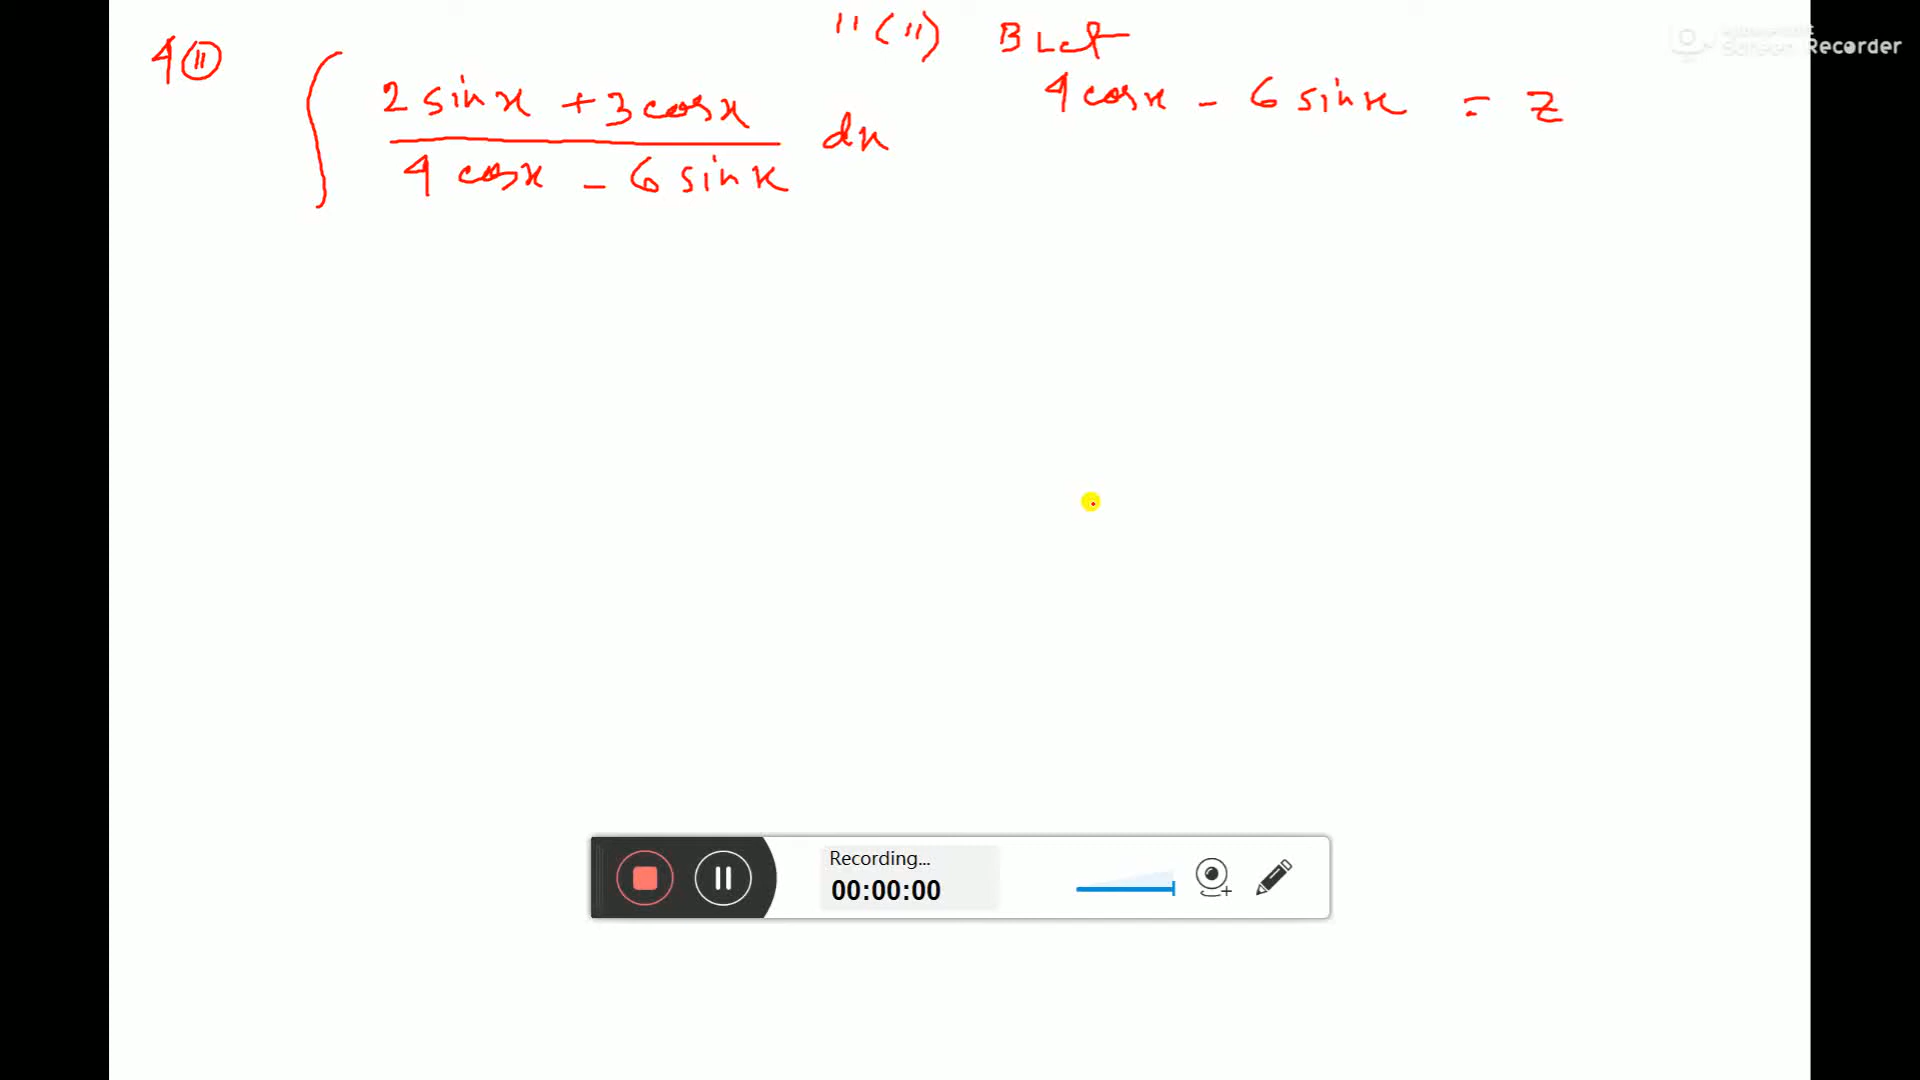 4 (ii) ∫ (2 sin x + 3 cos x) / (4 cos x - 6 sin x) dx
"(ii) B Let
4 cos x - 6 sin x = z
Screen Recorder
Recording...
00:00:00